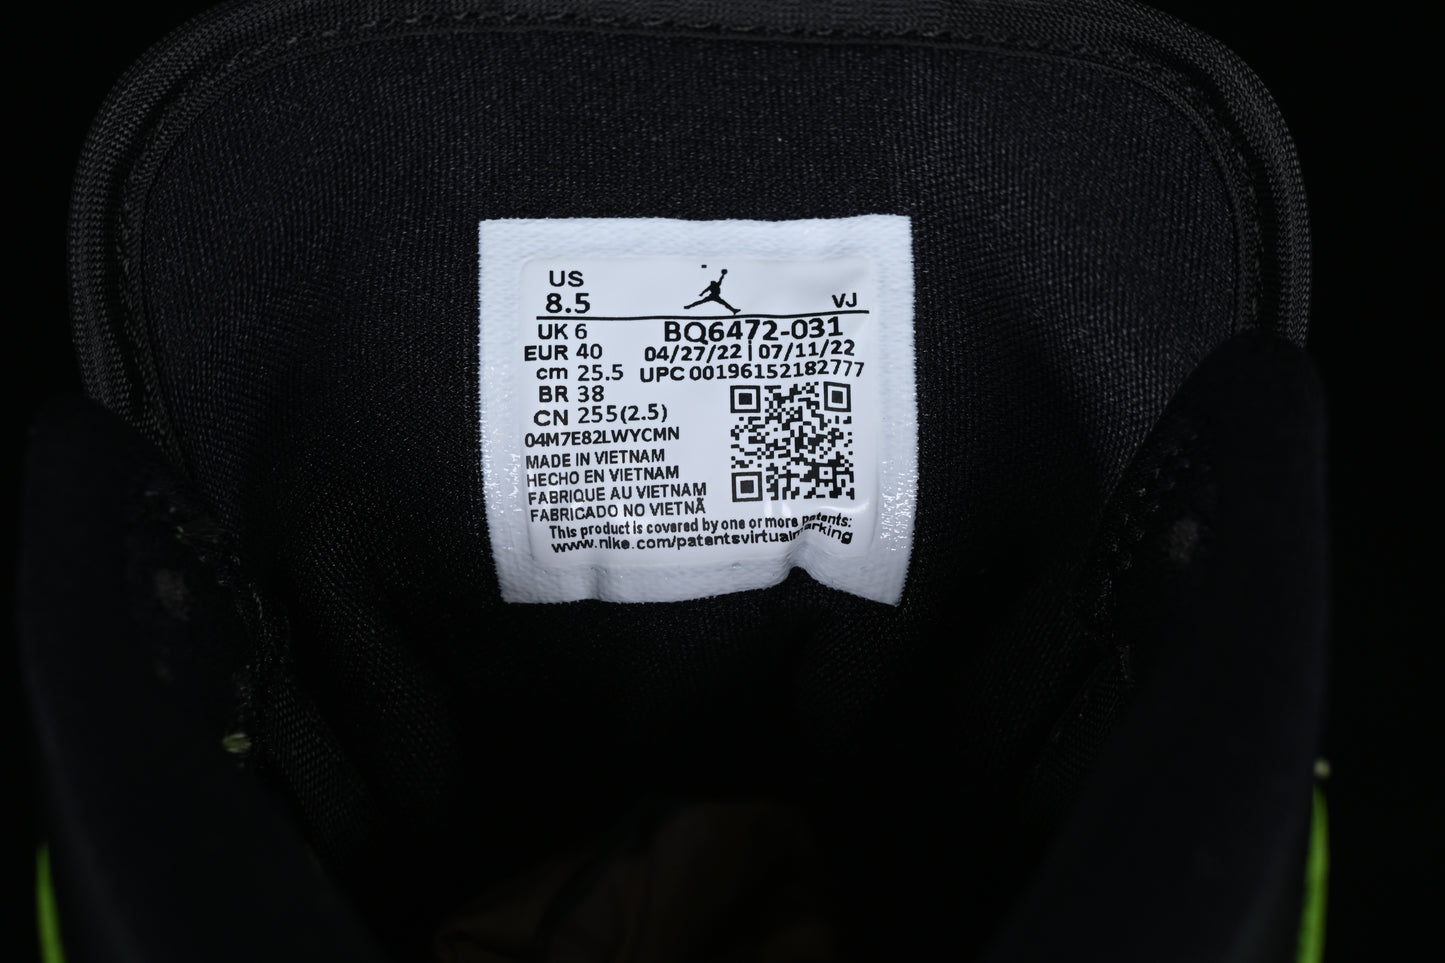 US
8.5
VJ
UK 6
BQ6472-031
EUR 40
04/27/22 | 07/11/22
cm 25.5
UPC 00196152182777
BR 38
CN 255(2.5)
04M7E82LWYCMN
MADE IN VIETNAM
HECHO EN VIETNAM
FABRIQUE AU VIETNAM
FABRICADO NO VIETNÃ
This product is covered by one or more patents:
www.nike.com/patentsvirtualmarking